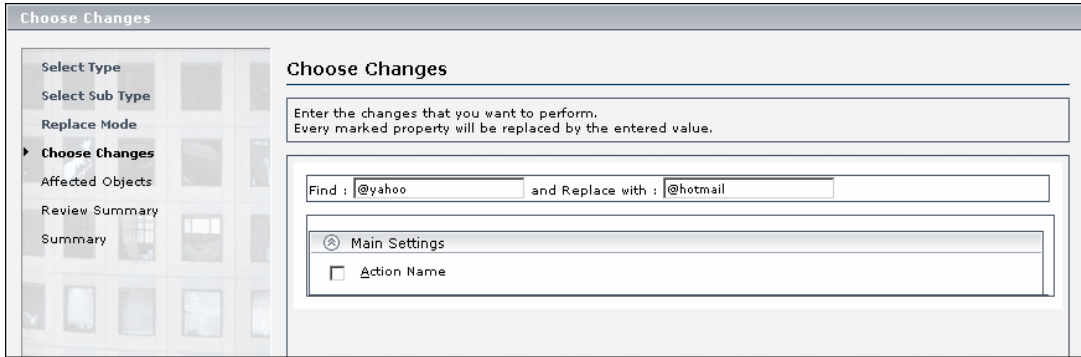 Choose Changes
Select Type
Select Sub Type
Replace Mode
Choose Changes
Affected Objects
Review Summary
Summary
Choose Changes
Enter the changes that you want to perform.
Every marked property will be replaced by the entered value.
Find : @yahoo and Replace with : @hotmail
Main Settings
Action Name